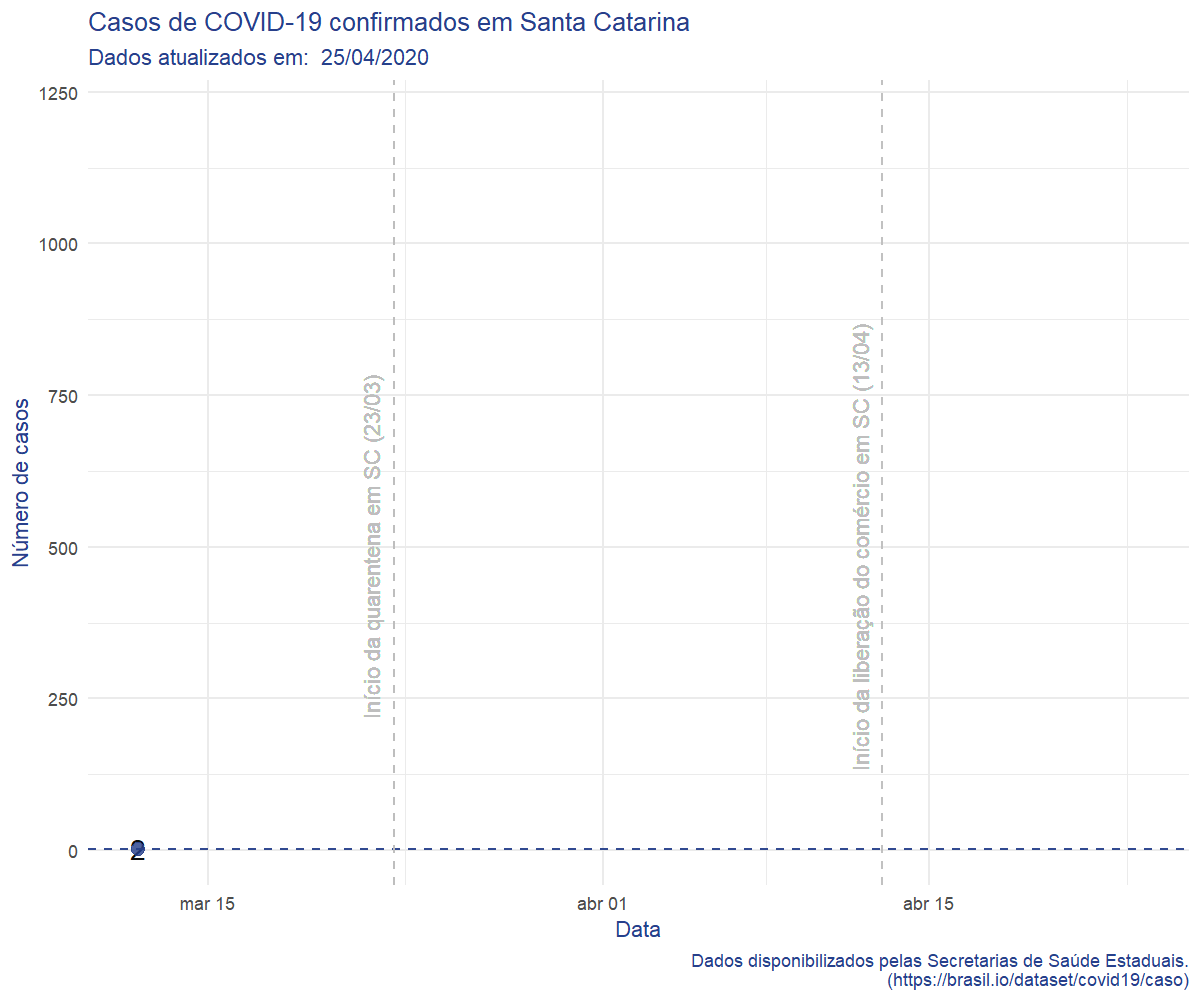 Casos de COVID-19 confirmados em Santa Catarina
Dados atualizados em:  25/04/2020
Número de casos
1250
1000
750
500
250
0
Início da quarentena em SC (23/03)
Início da liberação do comércio em SC (13/04)
2
mar 15
abr 01
abr 15
Data
Dados disponibilizados pelas Secretarias de Saúde Estaduais.
(https://brasil.io/dataset/covid19/caso)